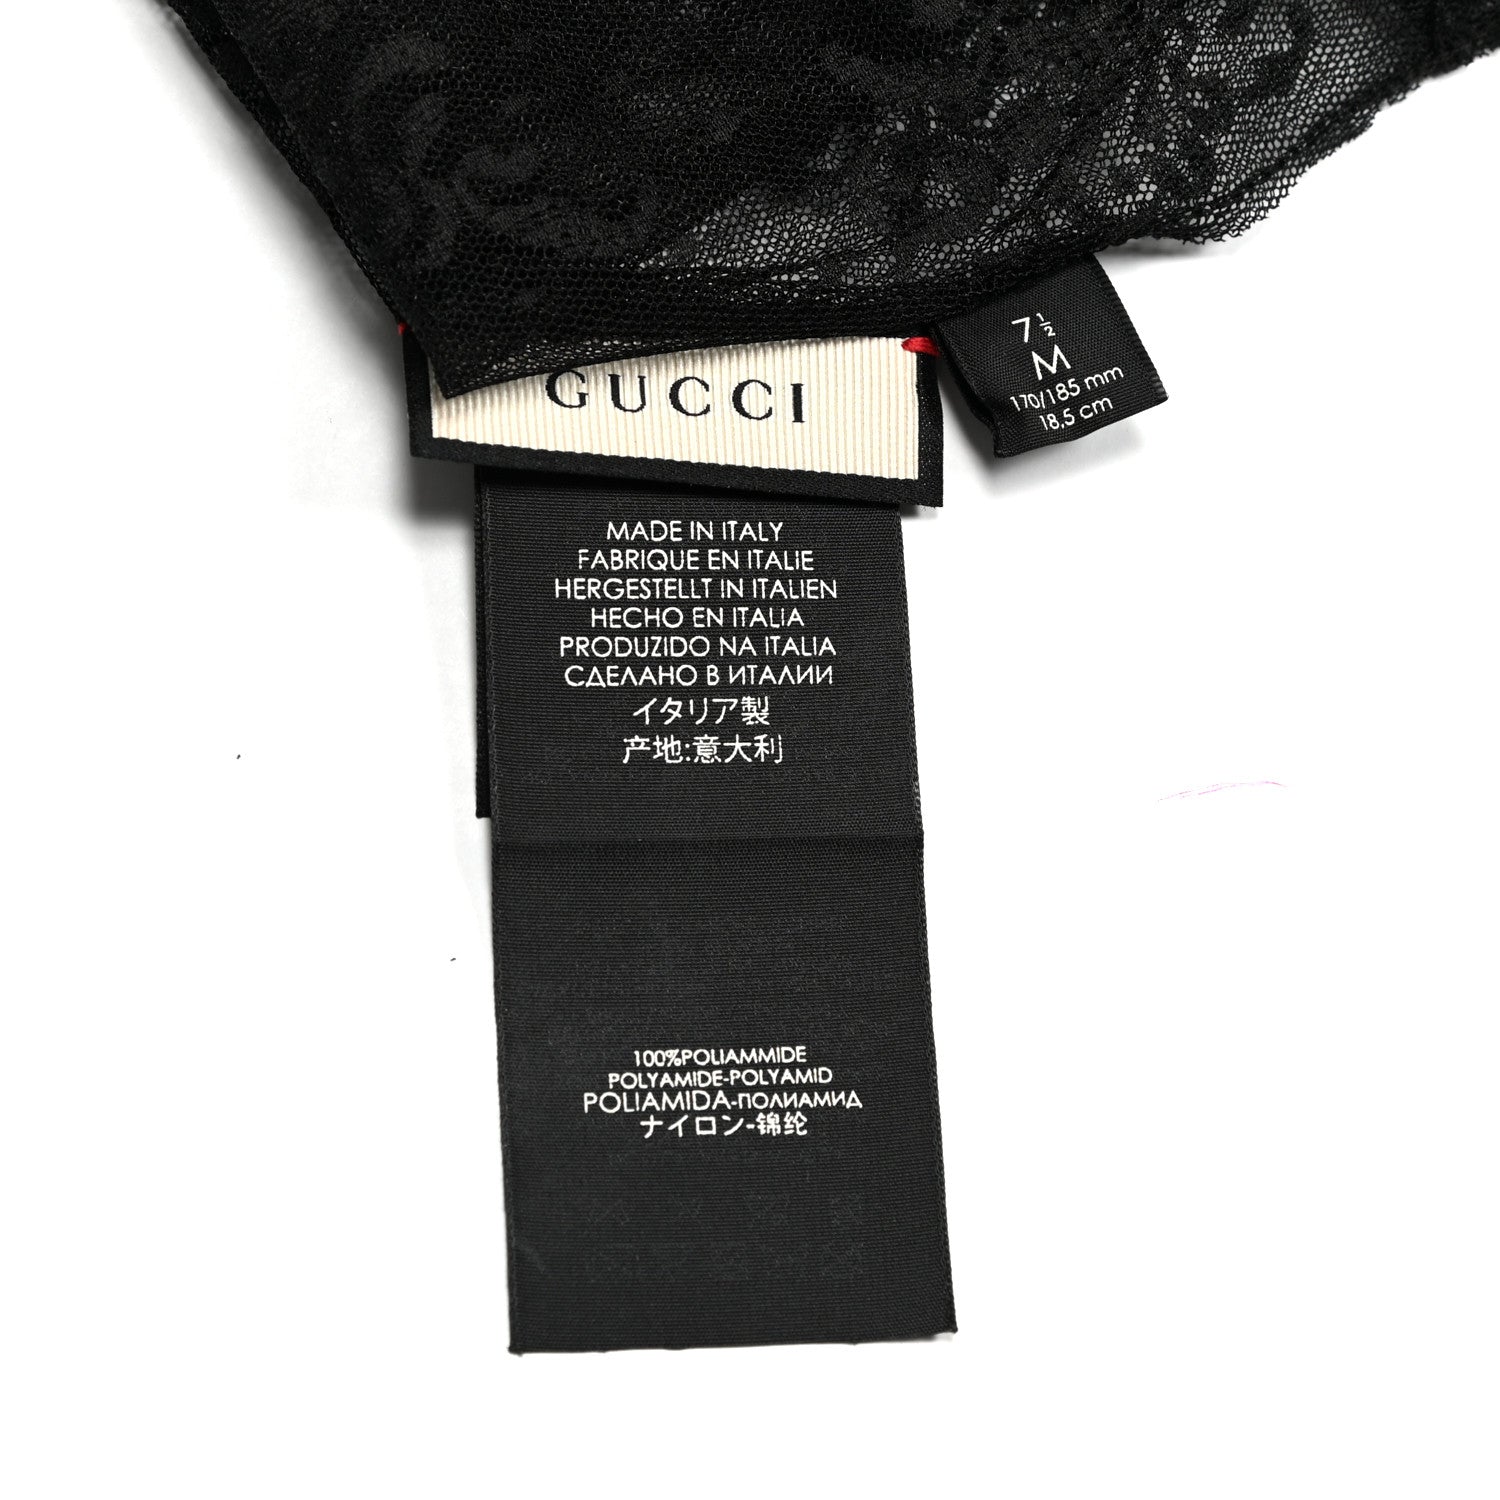 GUCCI
7 ½
M
170/185 mm
18,5 cm
MADE IN ITALY
FABRIQUE EN ITALIE
HERGESTELLT IN ITALIEN
HECHO EN ITALIA
PRODUZIDO NA ITALIA
СДЕЛАНО В ИТАЛИИ
イタリア製
产地:意大利
100%POLIAMMIDE
POLYAMIDE-POLYAMID
POLIAMIDA-ПОЛИАМИД
ナイロン-锦纶